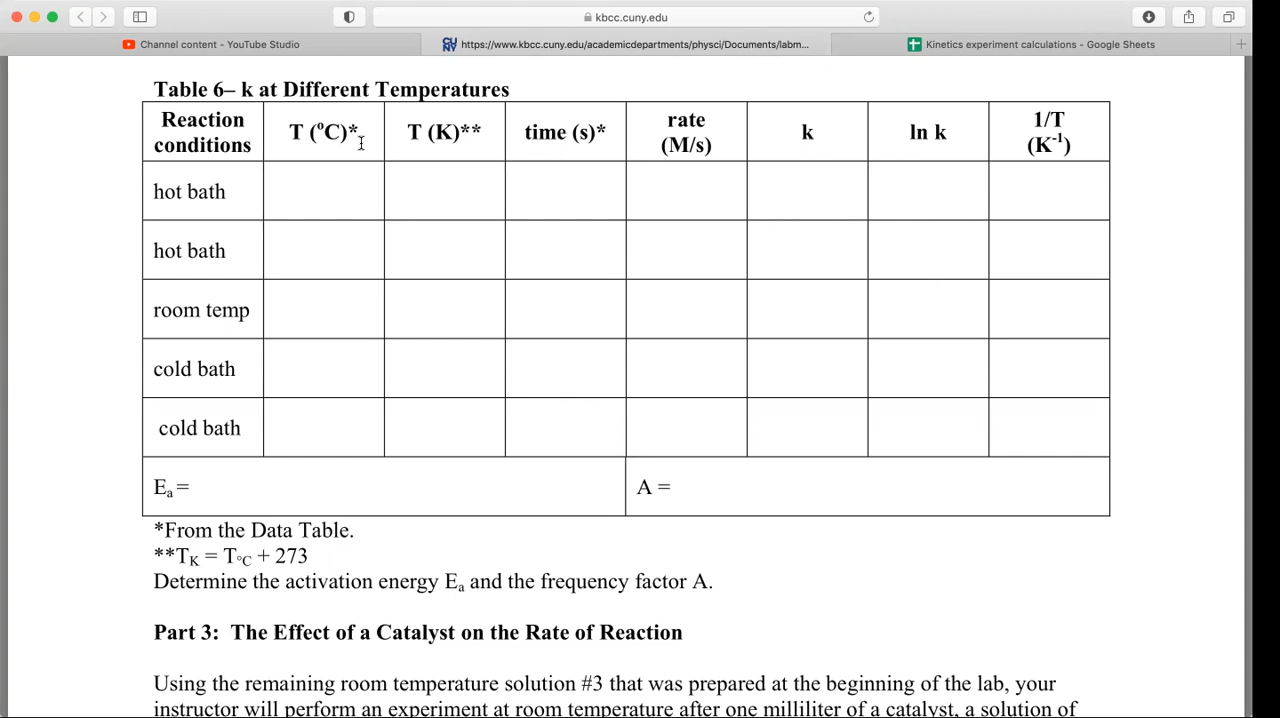 kbcc.cuny.edu
Channel content - YouTube Studio
https://www.kbcc.cuny.edu/academicdepartments/physci/Documents/labm...
Kinetics experiment calculations - Google Sheets
Table 6– k at Different Temperatures
Reaction conditions T (°C)* T (K)** time (s)* rate (M/s) k ln k 1/T (K⁻¹)
hot bath
hot bath
room temp
cold bath
cold bath
Eₐ = A =
*From the Data Table.
**T_K = T_°C + 273
Determine the activation energy Eₐ and the frequency factor A.
Part 3: The Effect of a Catalyst on the Rate of Reaction
Using the remaining room temperature solution #3 that was prepared at the beginning of the lab, your
instructor will perform an experiment at room temperature after one milliliter of a catalyst, a solution of